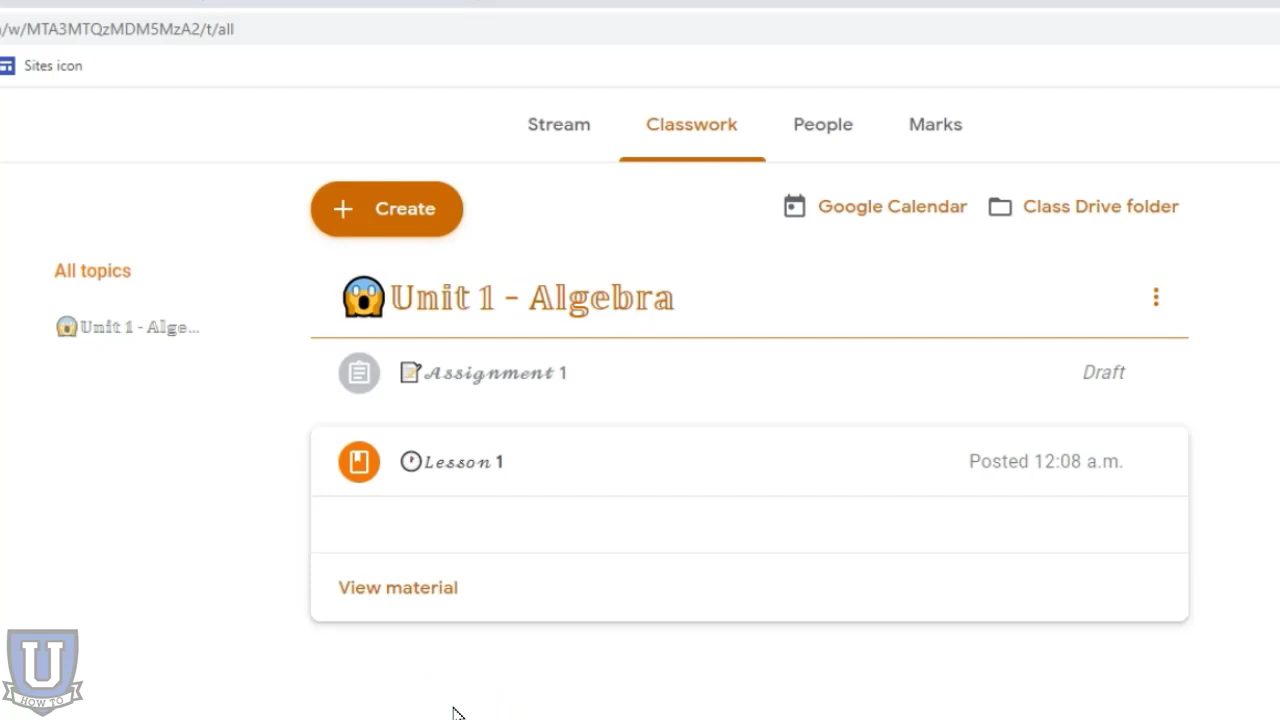 /w/MTA3MTQzMDM5MzA2/t/all
Sites icon
Stream Classwork People Marks
Create
Google Calendar Class Drive folder
All topics
😱𝕌𝕟𝕚𝕥 𝟙 - 𝔸𝕝𝕘𝕖𝕓𝕣𝕒
😱𝕌𝕟𝕚𝕥 𝟙 - 𝔸𝕝𝕘𝕖...
📝𝓐𝓼𝓼𝓲𝓰𝓷𝓶𝓮𝓷𝓽 1 Draft
🕐𝓛𝓮𝓼𝓼𝓸𝓷 1 Posted 12:08 a.m.
View material
U
HOW TO